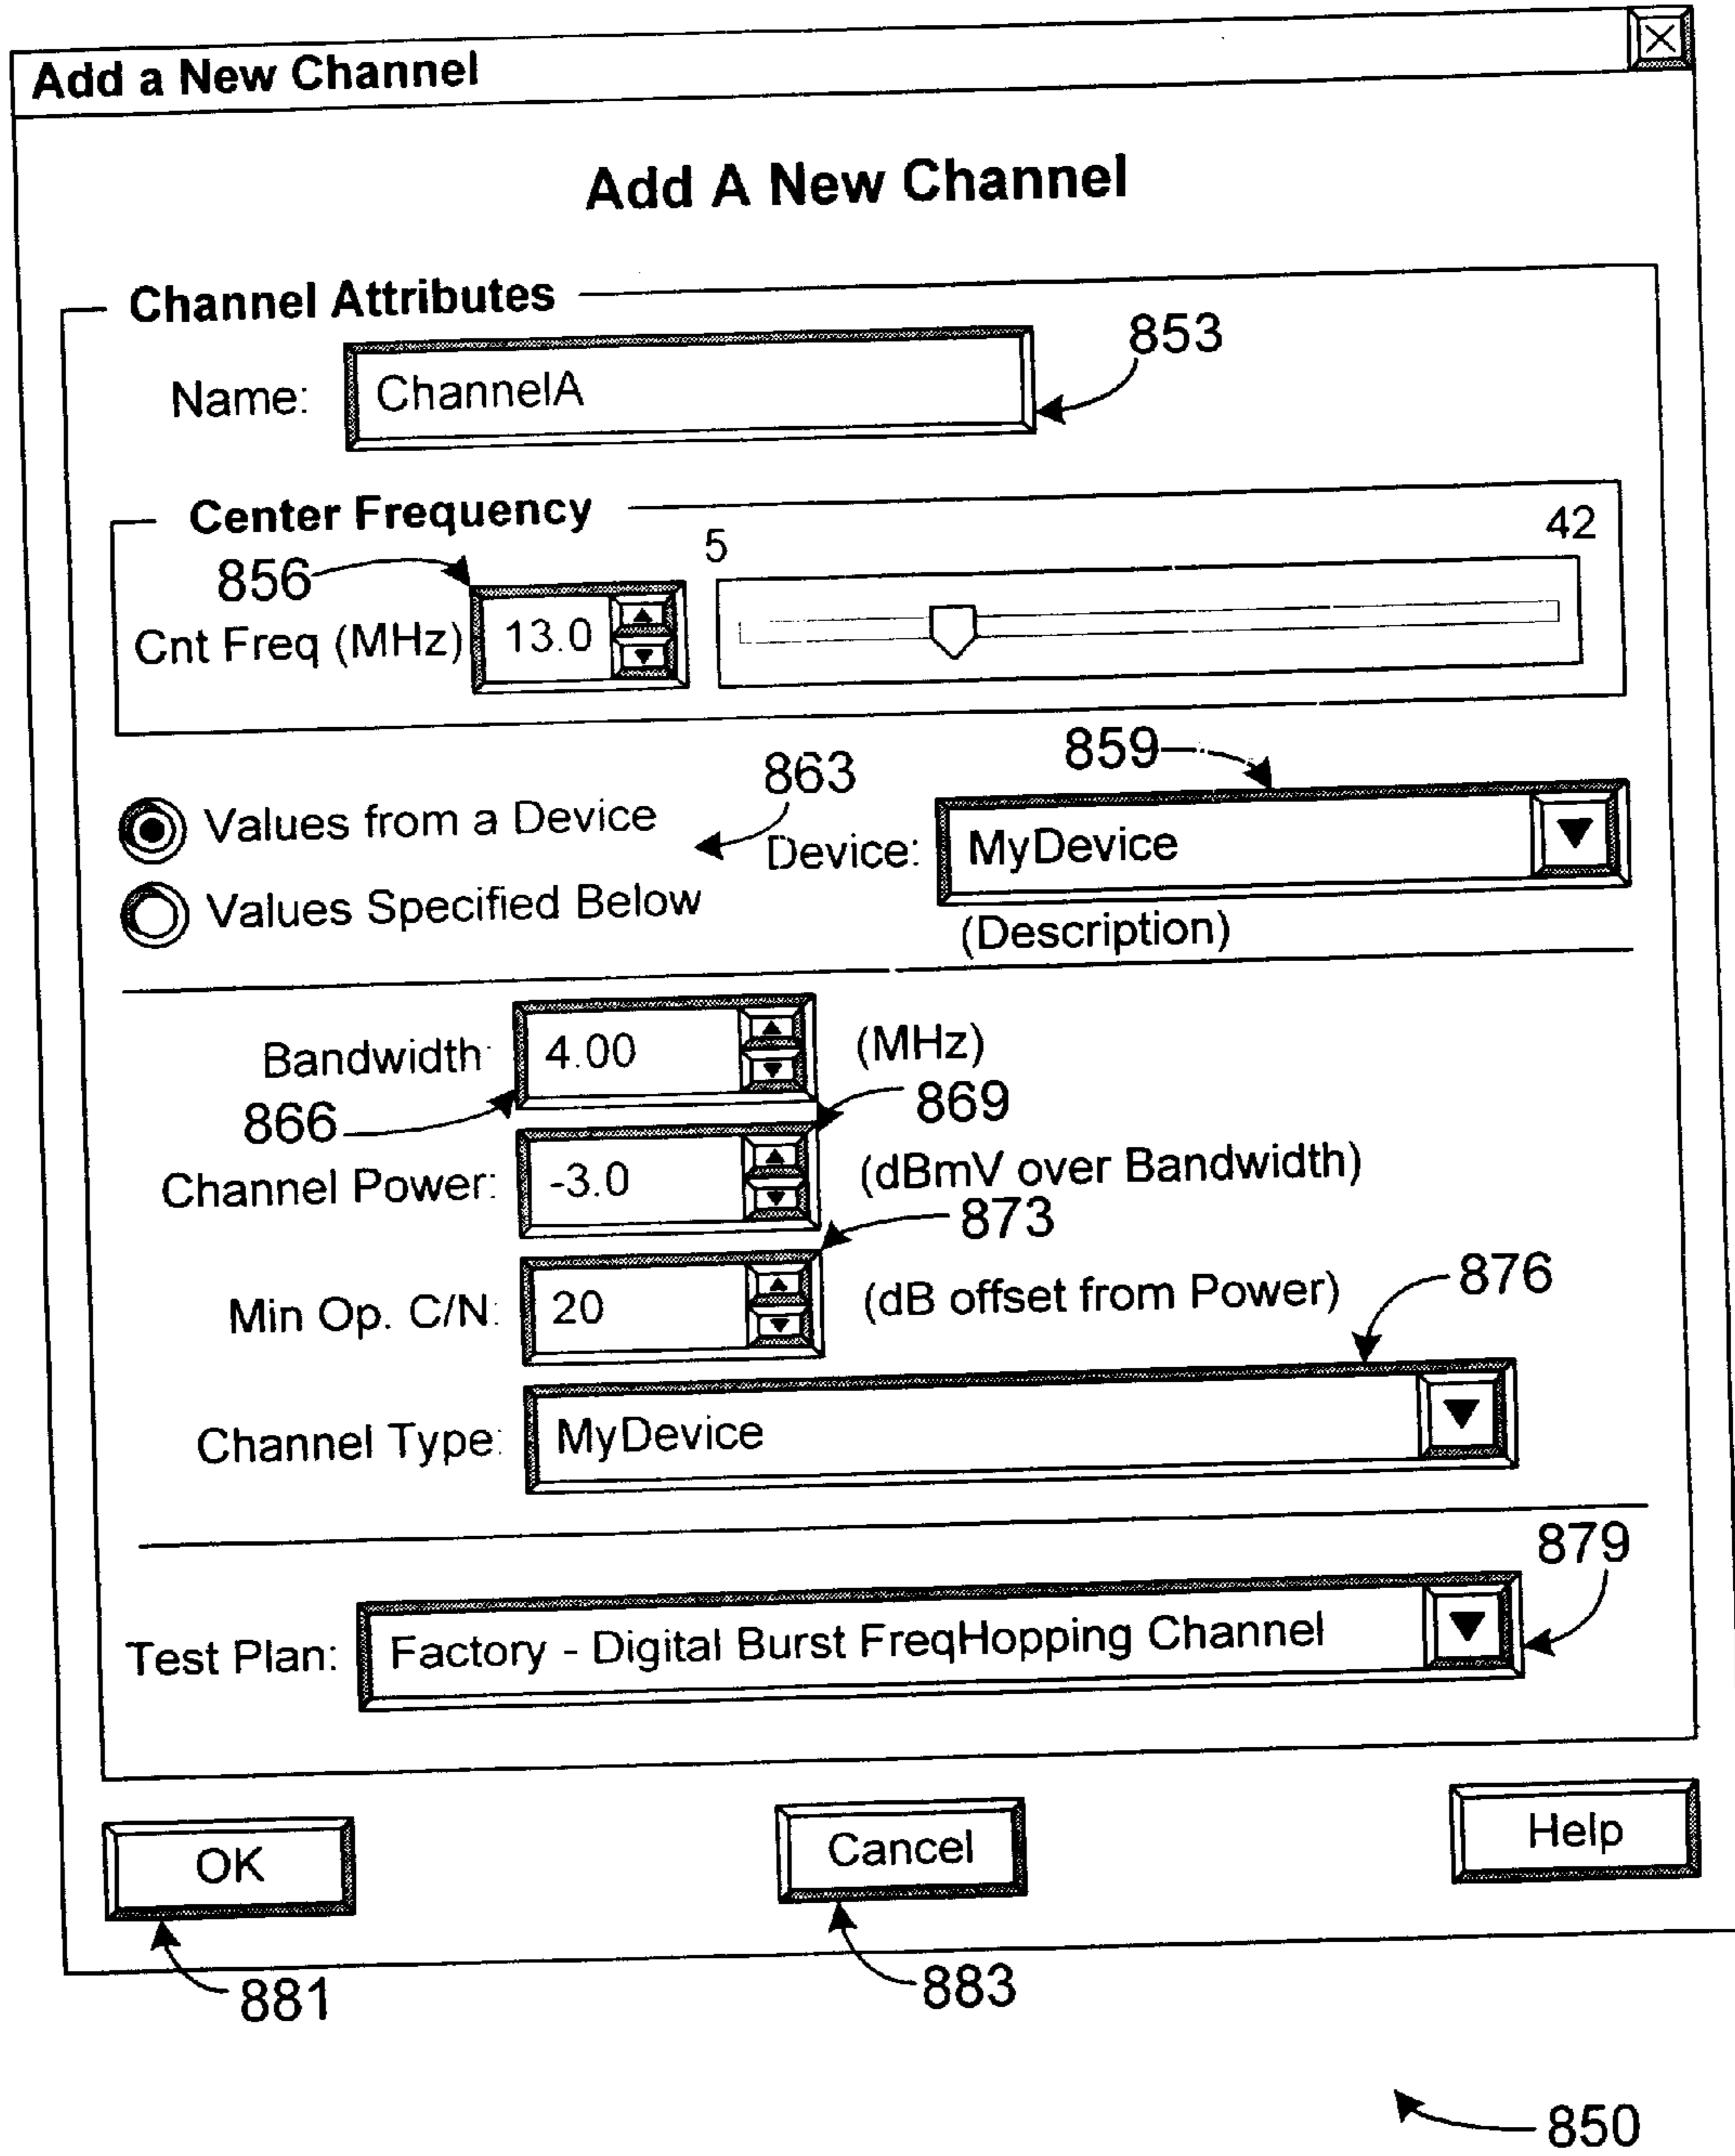 Add a New Channel
Add A New Channel
Channel Attributes
853
Name: ChannelA
Center Frequency
5 42
856
Cnt Freq (MHz) 13.0
859
863
Values from a Device
Device: MyDevice
Values Specified Below
(Description)
Bandwidth: 4.00 (MHz)
866 869
Channel Power: -3.0 (dBmV over Bandwidth)
873
Min Op. C/N: 20 (dB offset from Power)
876
Channel Type: MyDevice
879
Test Plan: Factory - Digital Burst FreqHopping Channel
OK Cancel Help
881 883
850